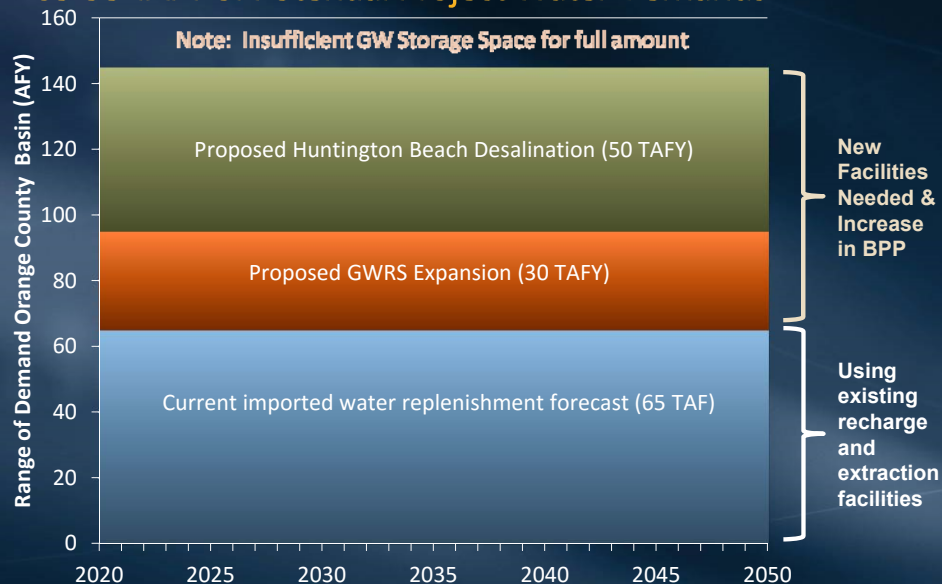 Note: Insufficient GW Storage Space for full amount
Range of Demand Orange County Basin (AFY)
160
140
120
100
80
60
40
20
0
Proposed Huntington Beach Desalination (50 TAFY)
Proposed GWRS Expansion (30 TAFY)
Current imported water replenishment forecast (65 TAF)
2020
2025
2030
2035
2040
2045
2050
New
Facilities
Needed &
Increase
in BPP
Using
existing
recharge
and
extraction
facilities